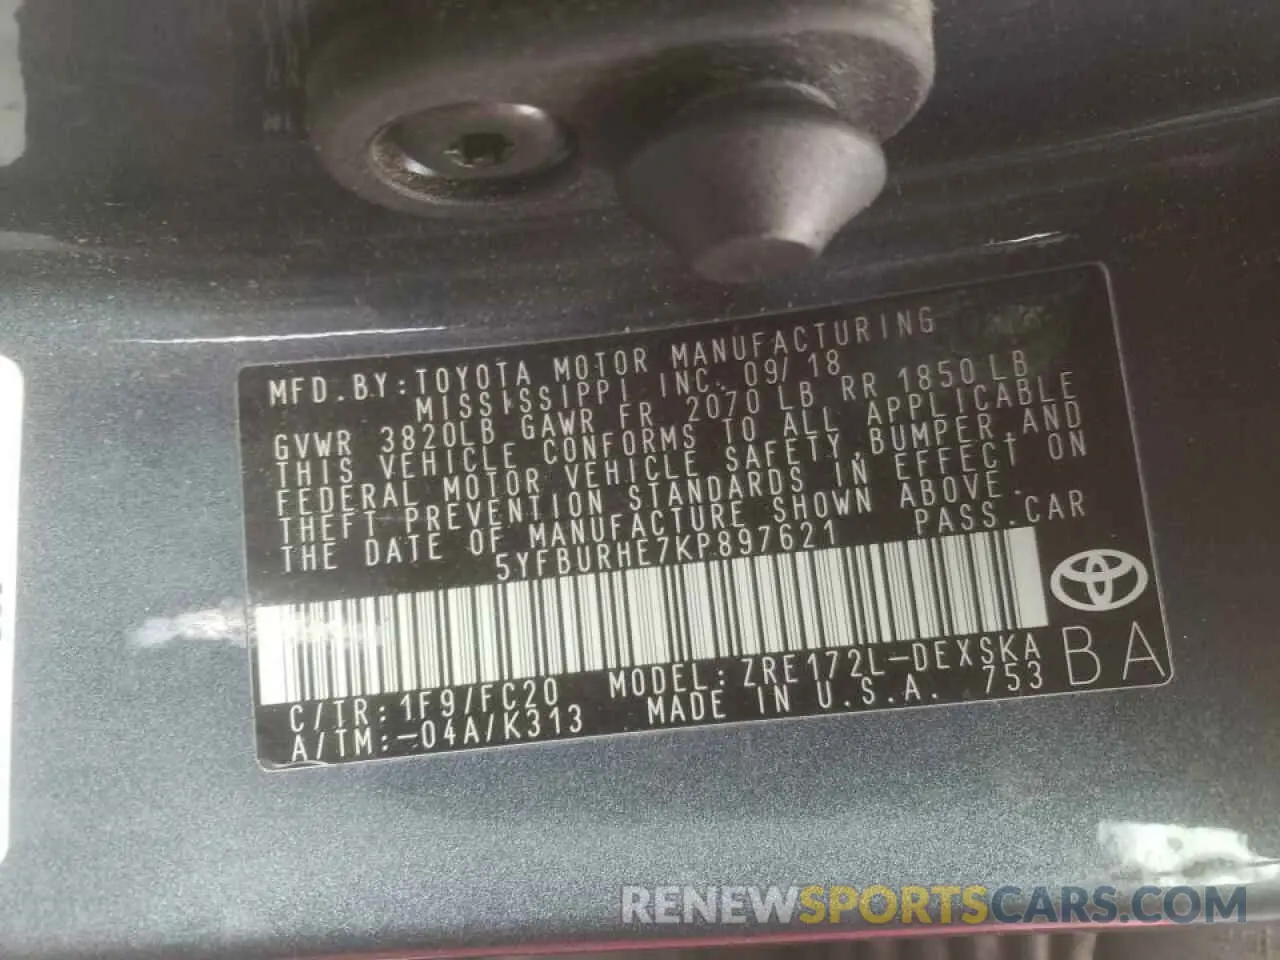 MFD.BY:TOYOTA MOTOR MANUFACTURING
MISSISSIPPI INC. 09/18
GVWR 3820LB GAWR FR 2070 LB RR 1850 LB
THIS VEHICLE CONFORMS TO ALL APPLICABLE
FEDERAL MOTOR VEHICLE SAFETY,BUMPER,AND
THEFT PREVENTION STANDARDS IN EFFECT ON
THE DATE OF MANUFACTURE SHOWN ABOVE.
5YFBURHE7KP897621 PASS.CAR
C/TR:1F9/FC20 MODEL:ZRE172L-DEXSKA
A/TM:-04A/K313 MADE IN U.S.A. 753
BA
RENEWSPORTSCARS.COM